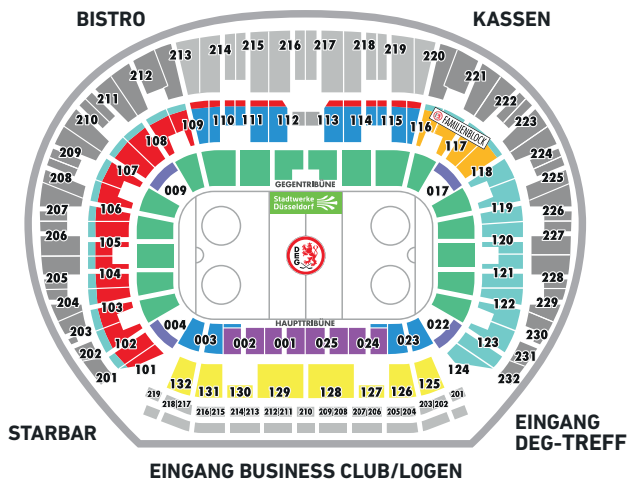 BISTRO
KASSEN
213 214 215 216 217 218 219 220
212 221
211 222
210 223
209 224
208 225
207 226
206 227
205 228
204 229
203 230
202 231
201 232
109 110 111 112 113 114 115 116
FAMILIENBLOCK
108 117
107 118
106 119
105 120
104 121
103 122
102 123
101 124
009 017
GEGENTRIBÜNE
Stadtwerke
Düsseldorf
DEG
004 022
HAUPTTRIBÜNE
003 002 001 025 024 023
132 131 130 129 128 127 126 125
219 218 217 216 215 214 213 212 211 210 209 208 207 206 205 204 203 202 201
STARBAR
EINGANG
DEG-TREFF
EINGANG BUSINESS CLUB/LOGEN